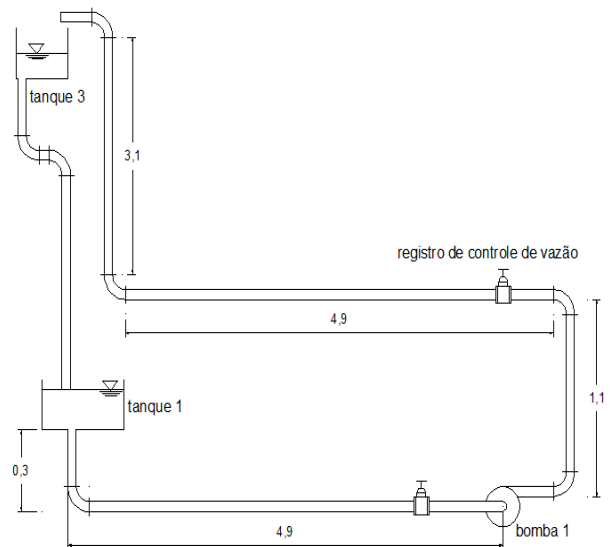 tanque 3
3,1
registro de controle de vazão
4,9
1,1
tanque 1
0,3
bomba 1
4,9